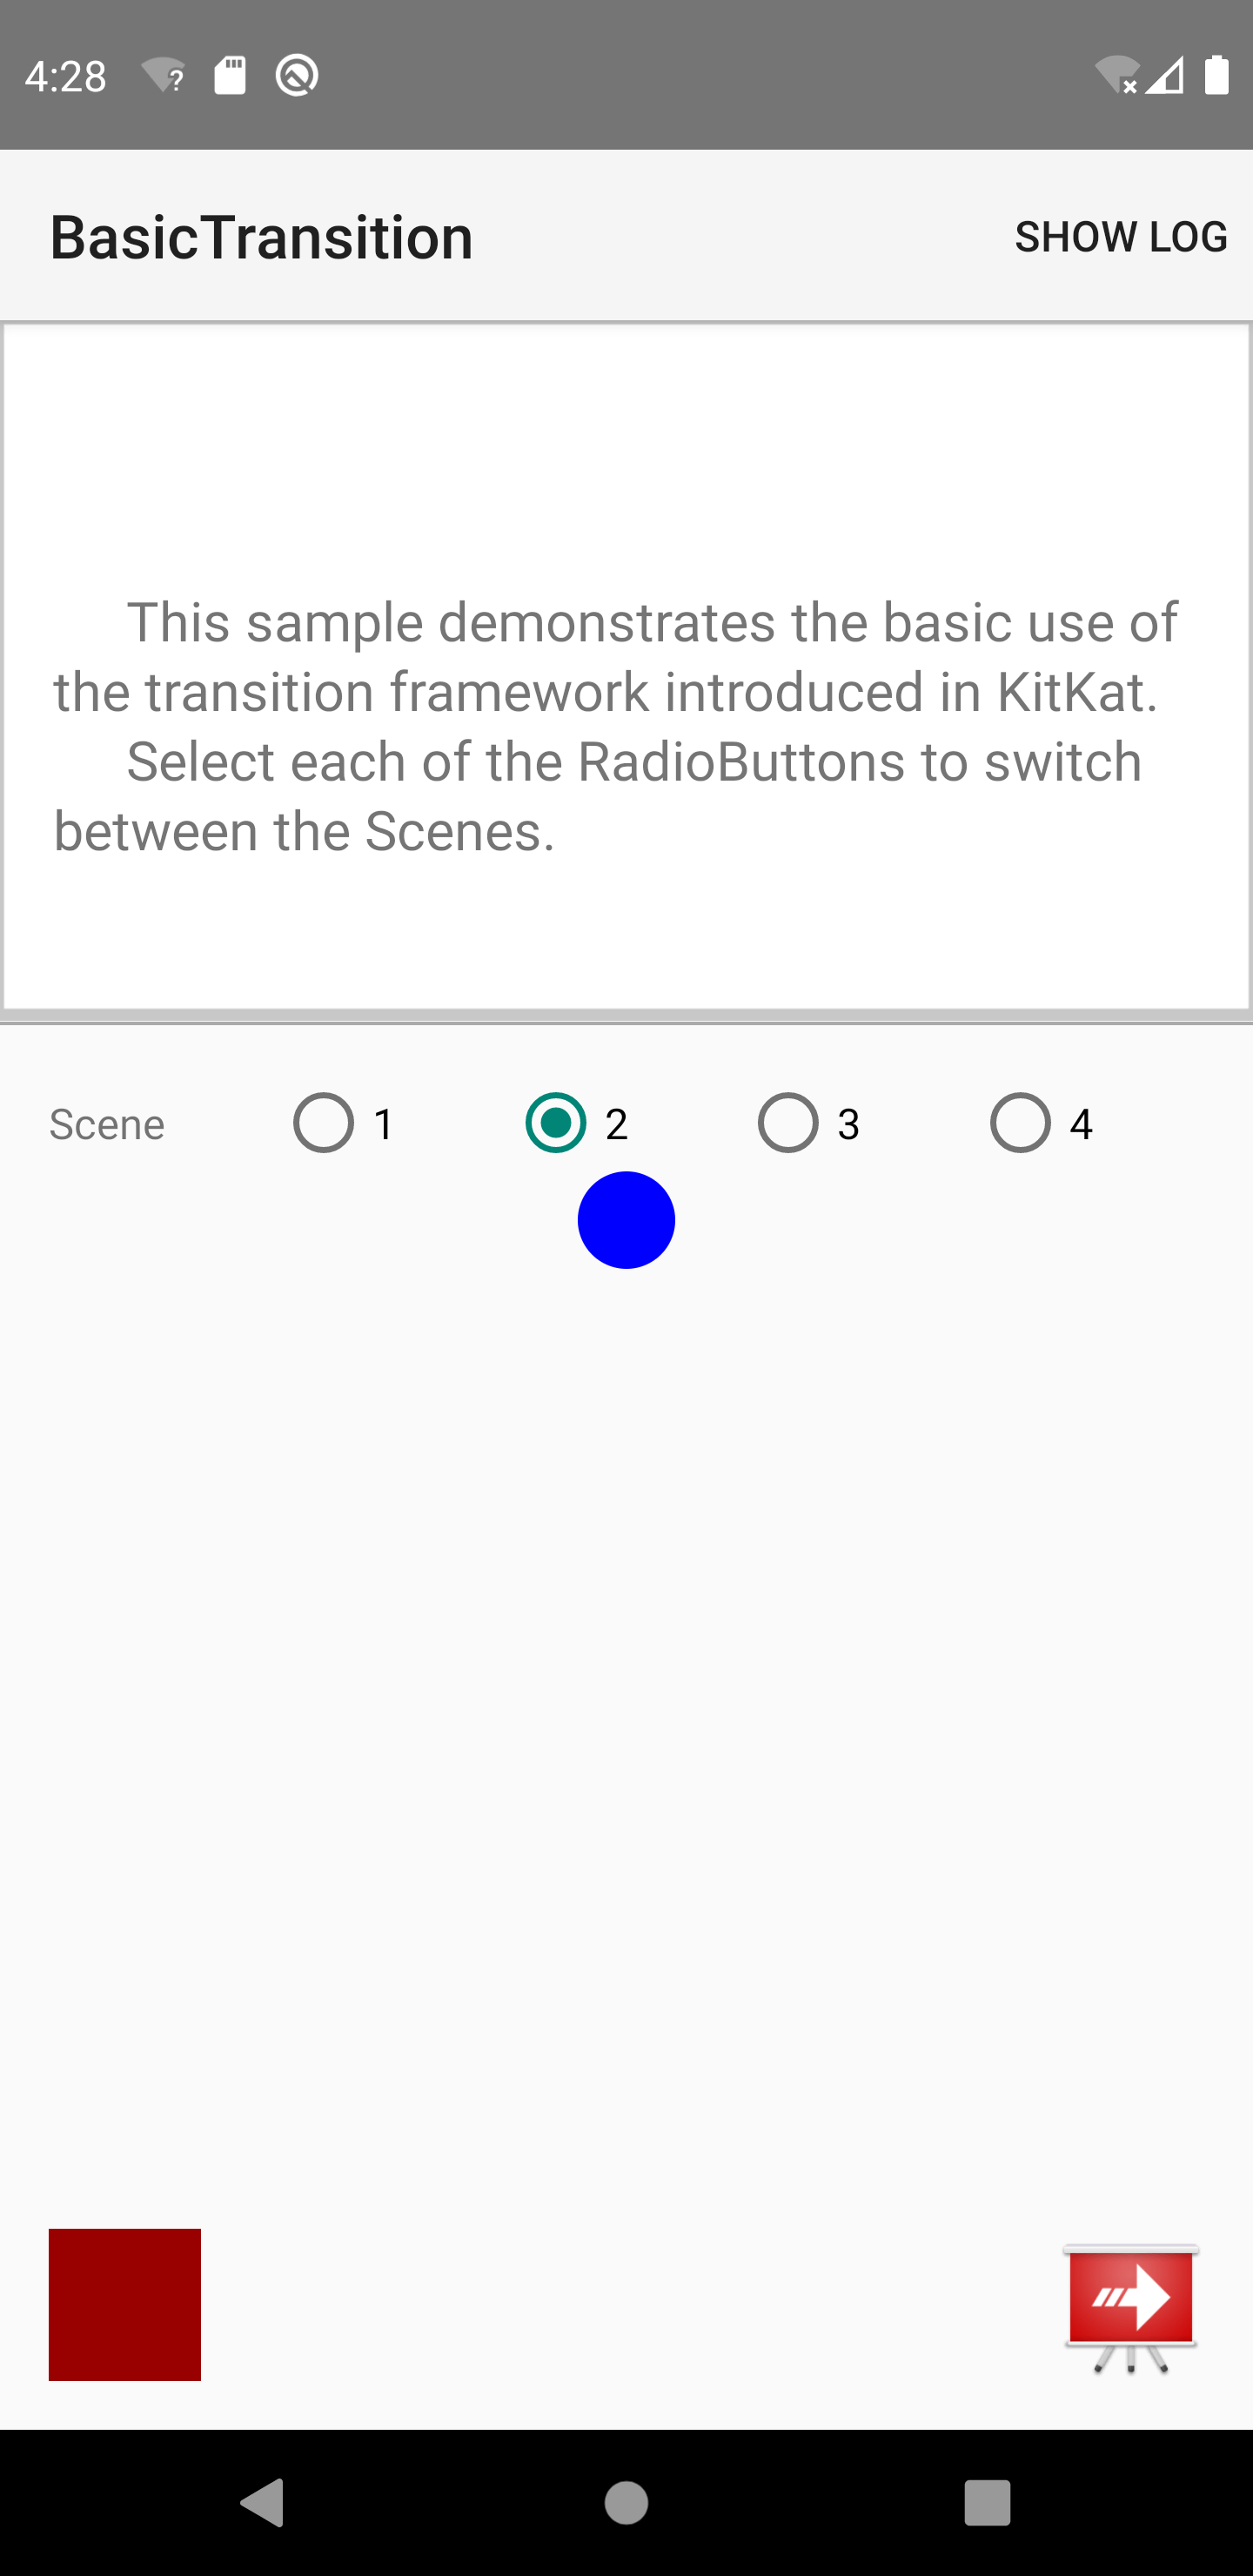 4:28
BasicTransition
SHOW LOG
This sample demonstrates the basic use of
the transition framework introduced in KitKat.
Select each of the RadioButtons to switch
between the Scenes.
Scene 1 2 3 4